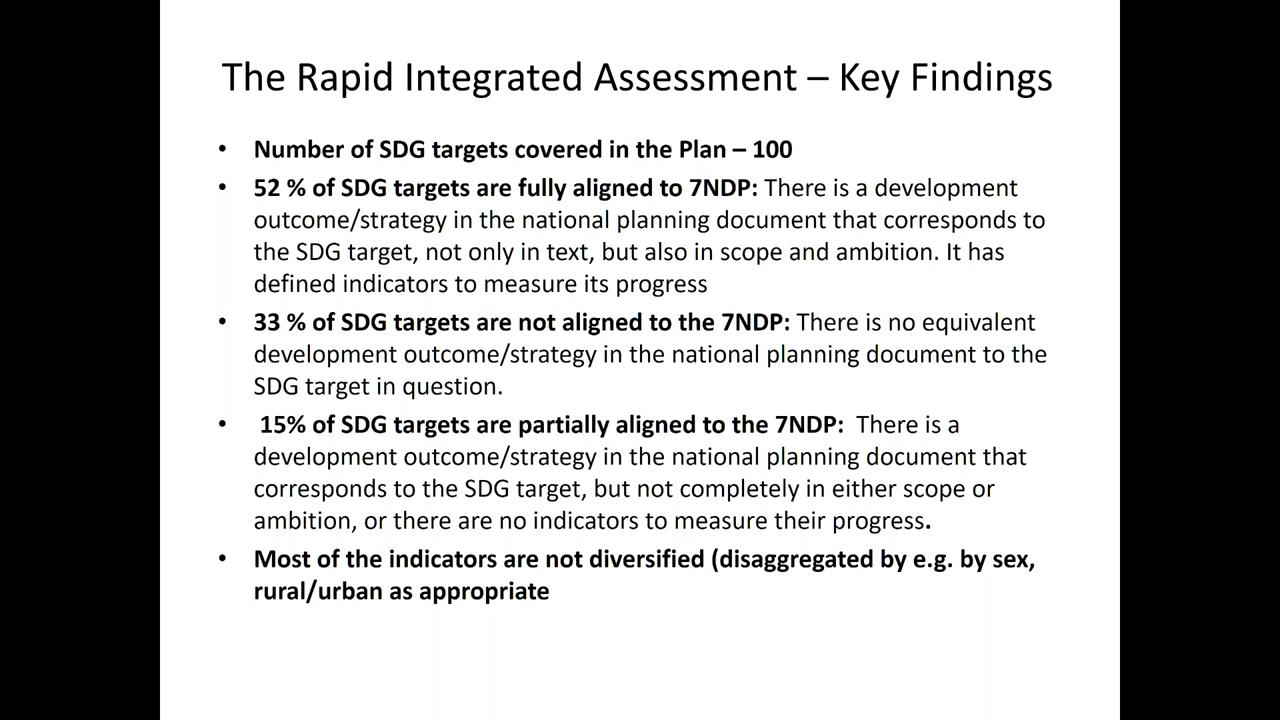 The Rapid Integrated Assessment – Key Findings
• Number of SDG targets covered in the Plan – 100
• 52 % of SDG targets are fully aligned to 7NDP: There is a development
outcome/strategy in the national planning document that corresponds to
the SDG target, not only in text, but also in scope and ambition. It has
defined indicators to measure its progress
• 33 % of SDG targets are not aligned to the 7NDP: There is no equivalent
development outcome/strategy in the national planning document to the
SDG target in question.
• 15% of SDG targets are partially aligned to the 7NDP: There is a
development outcome/strategy in the national planning document that
corresponds to the SDG target, but not completely in either scope or
ambition, or there are no indicators to measure their progress.
• Most of the indicators are not diversified (disaggregated by e.g. by sex,
rural/urban as appropriate